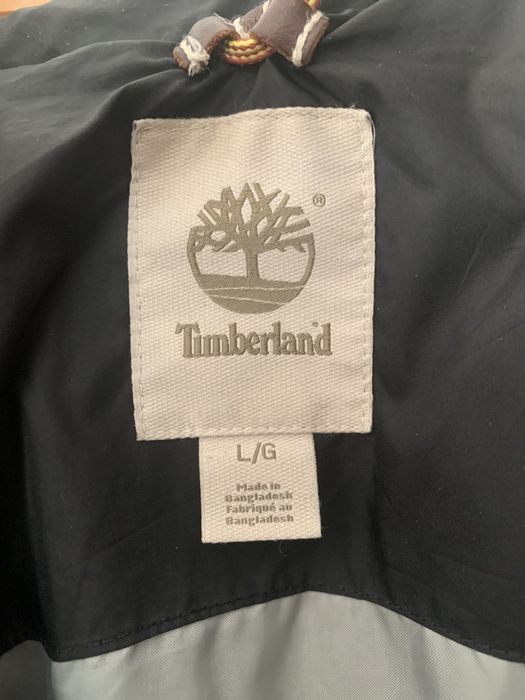 ®
Timberland
L/G
Made in
Bangladesh
Fabriqué au
Bangladesh